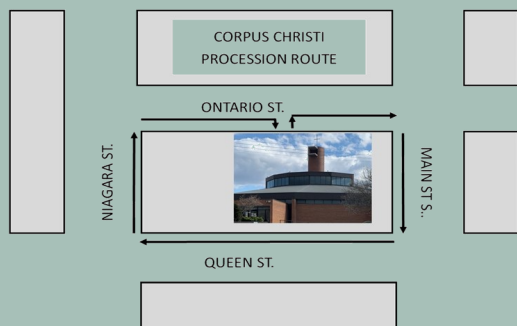 CORPUS CHRISTI
PROCESSION ROUTE
ONTARIO ST.
NIAGARA ST.
MAIN ST S..
QUEEN ST.